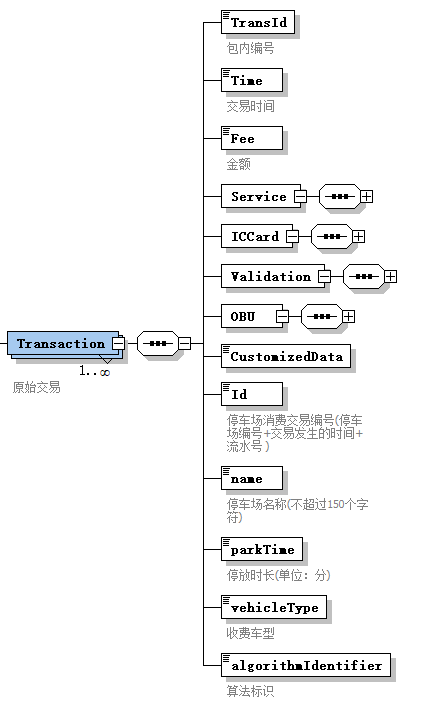 TransId
包内编号
Time
交易时间
Fee
金额
Service
ICCard
Validation
OBU
Transaction
1..∞
原始交易
CustomizedData
Id
停车场消费交易编号(停车
场编号+交易发生的时间+
流水号)
name
停车场名称(不超过150个字
符)
parkTime
停放时长(单位：分)
vehicleType
收费车型
algorithmIdentifier
算法标识